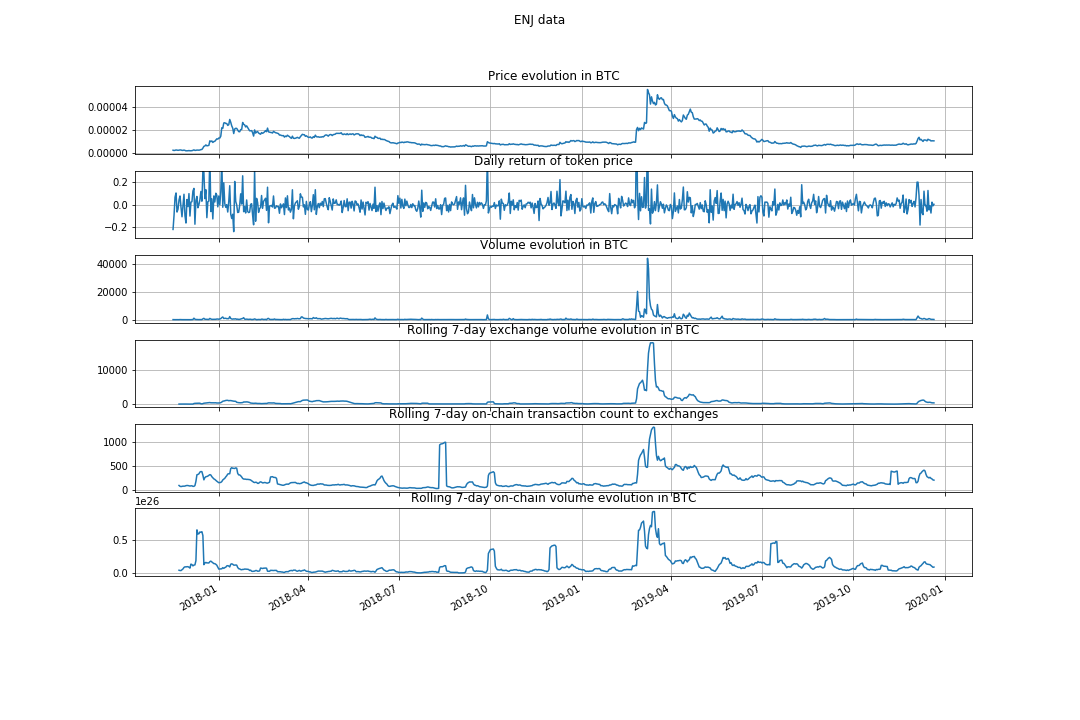 ENJ data
Price evolution in BTC
0.00004
0.00002
0.00000
Daily return of token price
0.2
0.0
−0.2
Volume evolution in BTC
40000
20000
0
Rolling 7-day exchange volume evolution in BTC
10000
0
Rolling 7-day on-chain transaction count to exchanges
1000
500
0
Rolling 7-day on-chain volume evolution in BTC
1e26
0.5
0.0
2018-01 2018-04 2018-07 2018-10 2019-01 2019-04 2019-07 2019-10 2020-01